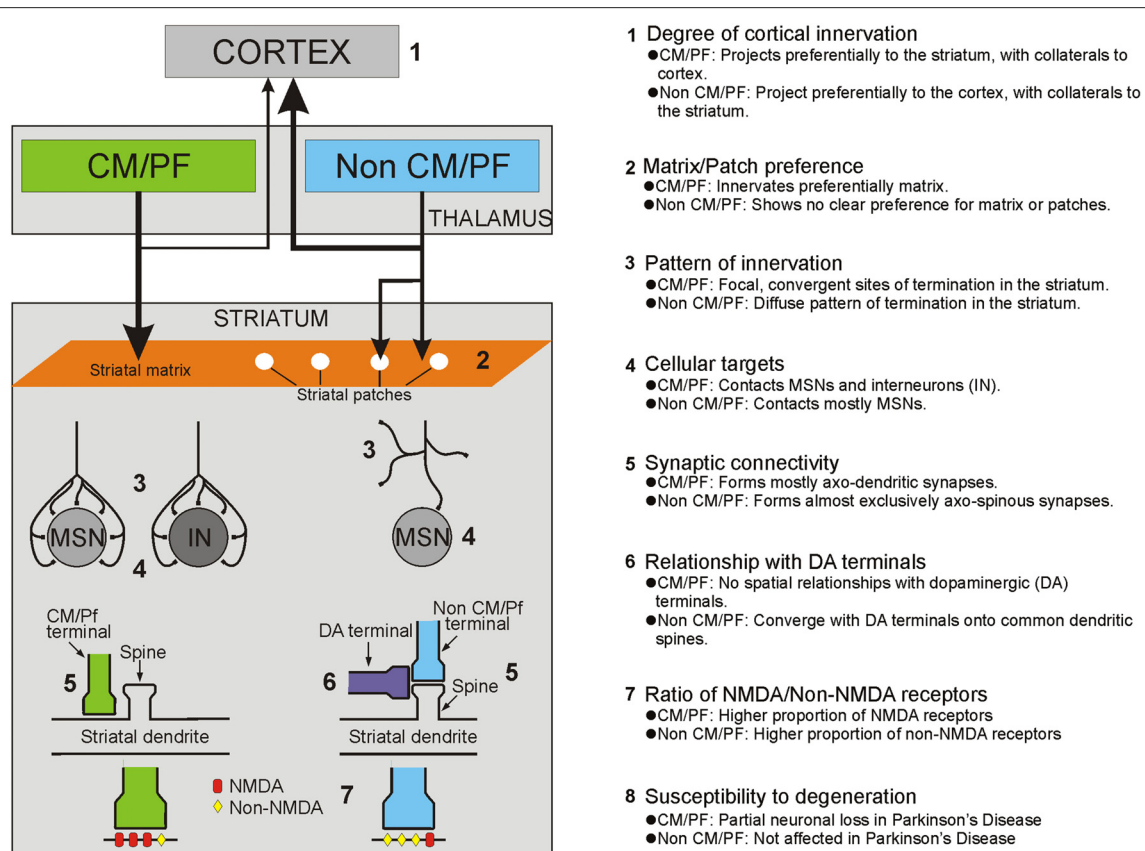 CORTEX
1
CM/PF
Non CM/PF
THALAMUS
STRIATUM
Striatal matrix
2
Striatal patches
3
3
MSN
IN
MSN
4
4
CM/Pf
terminal
Spine
5
DA terminal
Non CM/Pf
terminal
6
5
Spine
Striatal dendrite
Striatal dendrite
NMDA
Non-NMDA
7
1 Degree of cortical innervation
●CM/PF: Projects preferentially to the striatum, with collaterals to
cortex.
●Non CM/PF: Project preferentially to the cortex, with collaterals to
the striatum.
2 Matrix/Patch preference
●CM/PF: Innervates preferentially matrix.
●Non CM/PF: Shows no clear preference for matrix or patches.
3 Pattern of innervation
●CM/PF: Focal, convergent sites of termination in the striatum.
●Non CM/PF: Diffuse pattern of termination in the striatum.
4 Cellular targets
●CM/PF: Contacts MSNs and interneurons (IN).
●Non CM/PF: Contacts mostly MSNs.
5 Synaptic connectivity
●CM/PF: Forms mostly axo-dendritic synapses.
●Non CM/PF: Forms almost exclusively axo-spinous synapses.
6 Relationship with DA terminals
●CM/PF: No spatial relationships with dopaminergic (DA)
terminals.
●Non CM/PF: Converge with DA terminals onto common dendritic
spines.
7 Ratio of NMDA/Non-NMDA receptors
●CM/PF: Higher proportion of NMDA receptors
●Non CM/PF: Higher proportion of non-NMDA receptors
8 Susceptibility to degeneration
●CM/PF: Partial neuronal loss in Parkinson's Disease
●Non CM/PF: Not affected in Parkinson's Disease